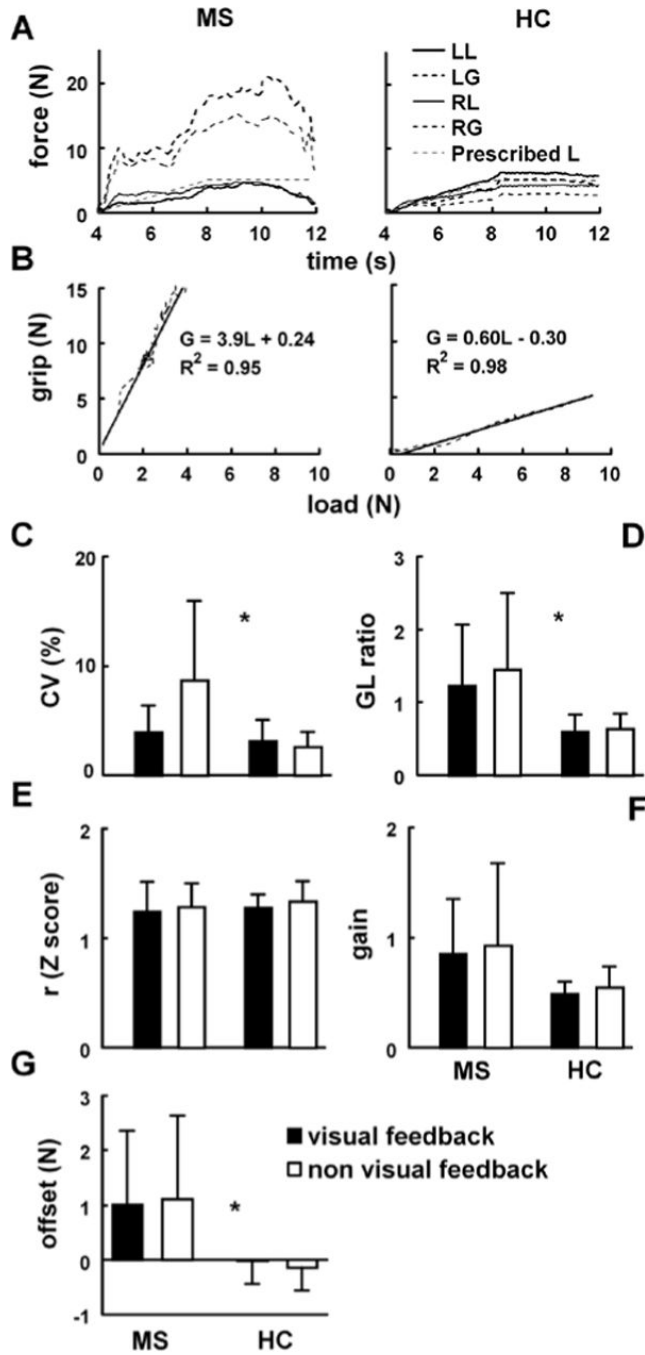 A
MS
HC
force (N)
20
10
0
4
6
8
10
12
4
6
8
10
12
LL
LG
RL
RG
Prescribed L
time (s)
B
grip (N)
15
10
5
0
G = 3.9L + 0.24
R² = 0.95
G = 0.60L - 0.30
R² = 0.98
0
2
4
6
8
10
0
2
4
6
8
10
load (N)
C
CV (%)
20
10
0
*
D
GL ratio
3
2
1
0
*
E
r (Z score)
2
1
0
F
gain
2
1
0
MS
HC
G
offset (N)
3
2
1
0
-1
*
visual feedback
non visual feedback
MS
HC